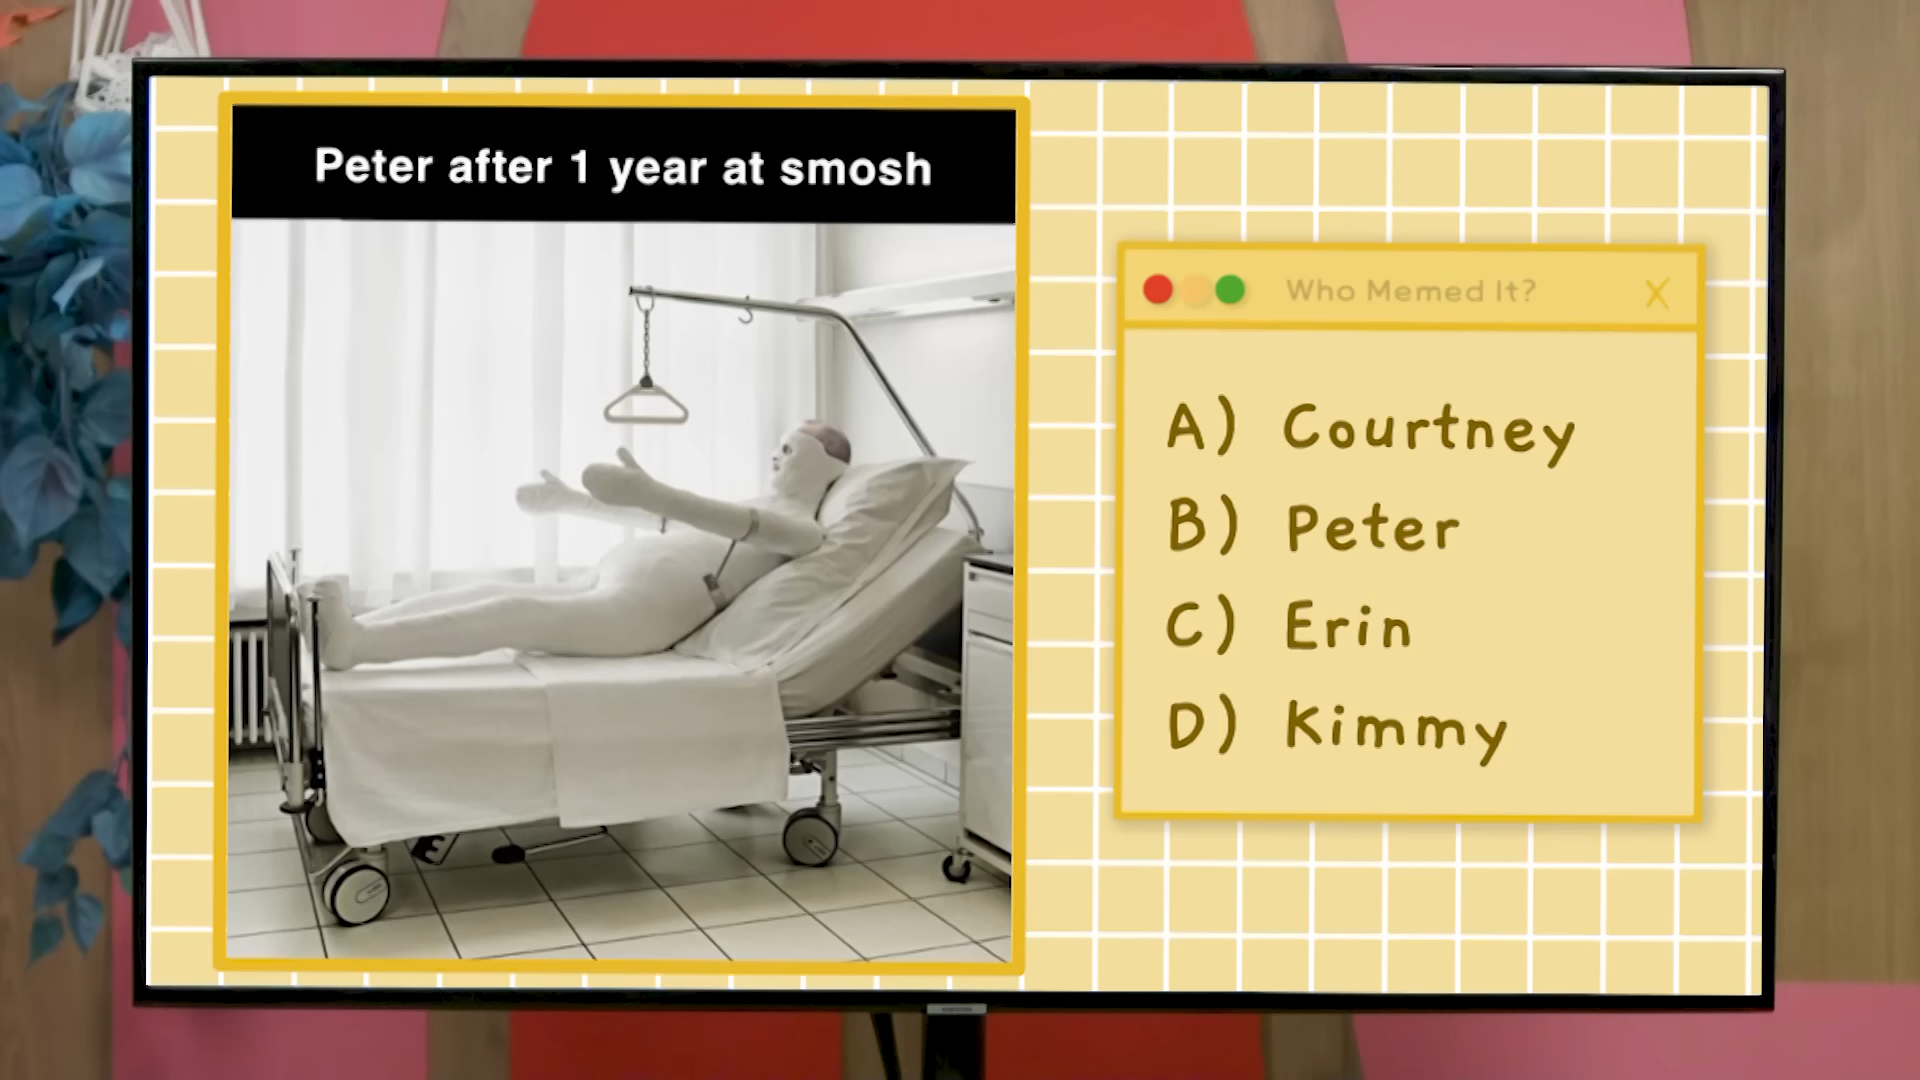 Peter after 1 year at smosh
Who Memed It?
X
A) Courtney
B) Peter
C) Erin
D) Kimmy